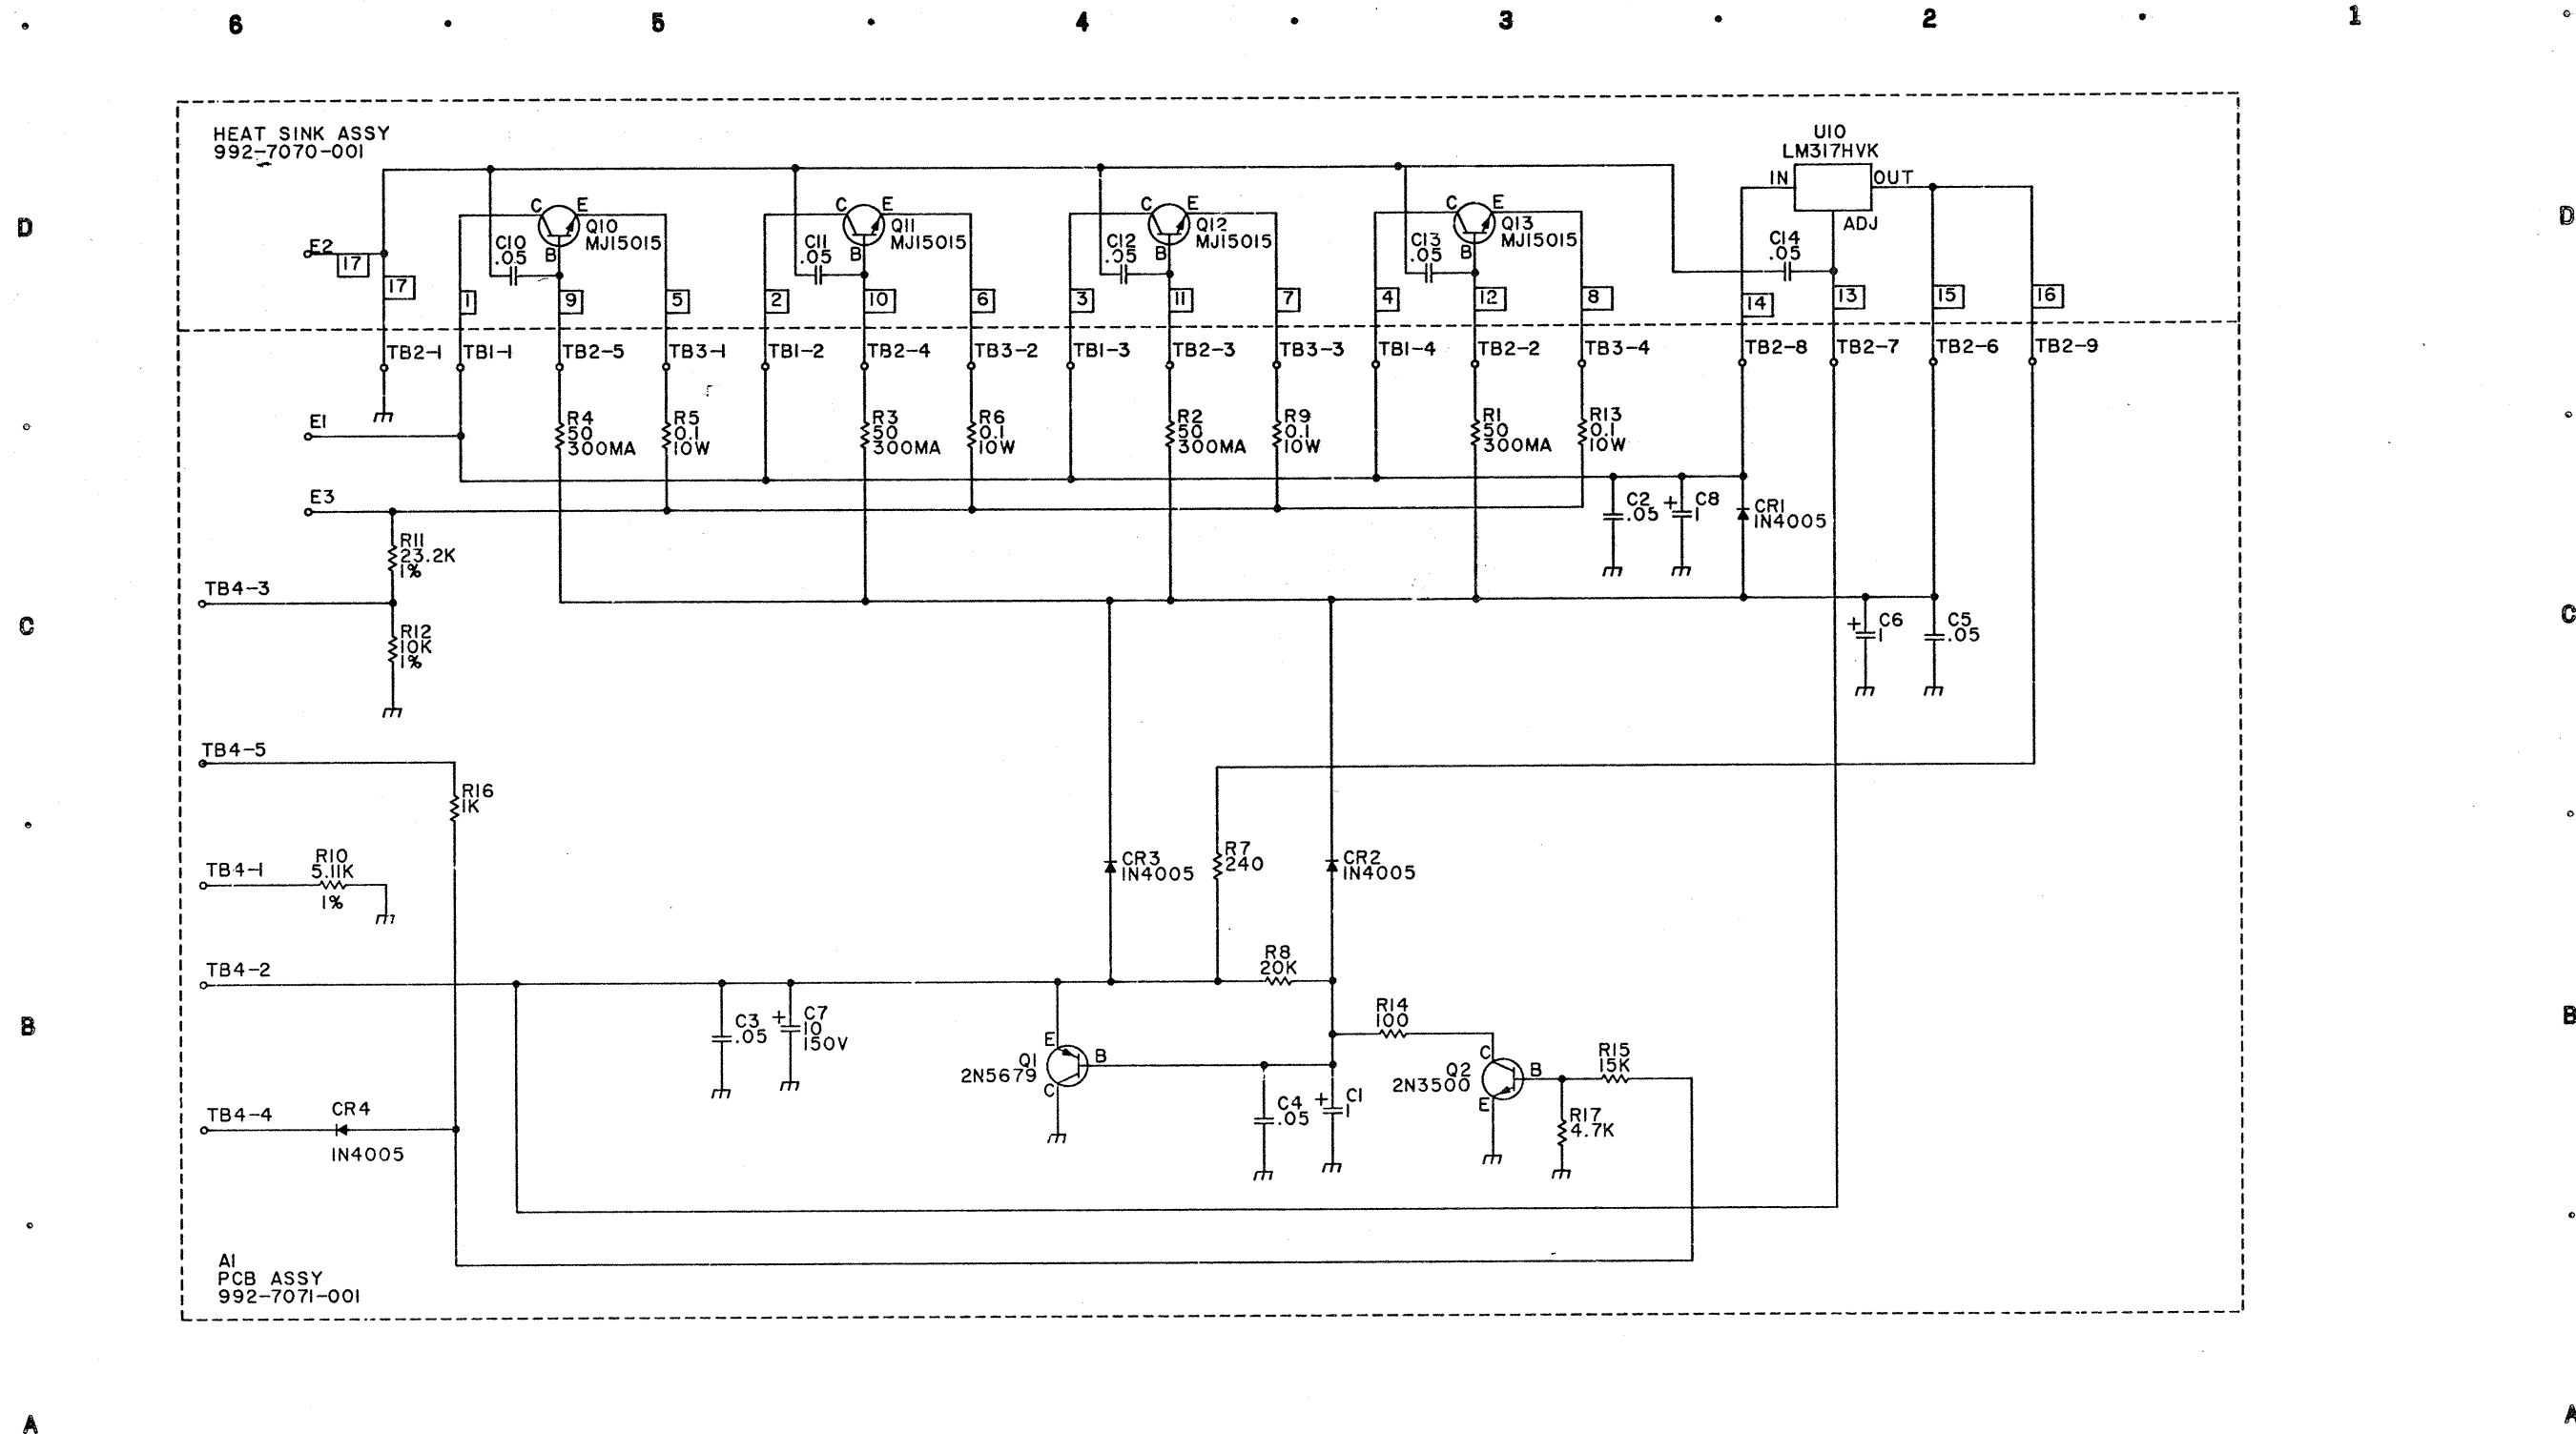 6 5 4 3 2 1
HEAT SINK ASSY
992-7070-001
U10
LM317HVK
IN OUT
ADJ
D D
C E
Q10
MJ15015
B
C10
.05
C E
Q11
MJ15015
B
C11
.05
C E
Q12
MJ15015
B
C12
.05
C E
Q13
MJ15015
B
C13
.05
C14
.05
E2
17
17 1 9 5 2 10 6 3 11 7 4 12 8 14 13 15 16
TB2-1 TB1-1 TB2-5 TB3-1 TB1-2 TB2-4 TB3-2 TB1-3 TB2-3 TB3-3 TB1-4 TB2-2 TB3-4 TB2-8 TB2-7 TB2-6 TB2-9
E1
R4
50
300MA
R5
0.1
10W
R3
50
300MA
R6
0.1
10W
R2
50
300MA
R9
0.1
10W
R1
50
300MA
R13
0.1
10W
E3
C2
.05
+ C8
1
CR1
IN4005
R11
23.2K
1%
TB4-3
C C
R12
10K
1%
+ C6
1
C5
.05
TB4-5
R16
1K
TB4-1
R10
5.11K
1%
CR3
IN4005
R7
240
CR2
IN4005
TB4-2
R8
20K
B B
C3
.05
+ C7
10
150V
E
Q1
2N5679
B
C
R14
100
C
Q2
2N3500
B
E
R15
15K
R17
4.7K
C4
.05
+ C1
1
TB4-4
CR4
IN4005
A1
PCB ASSY
992-7071-001
A A